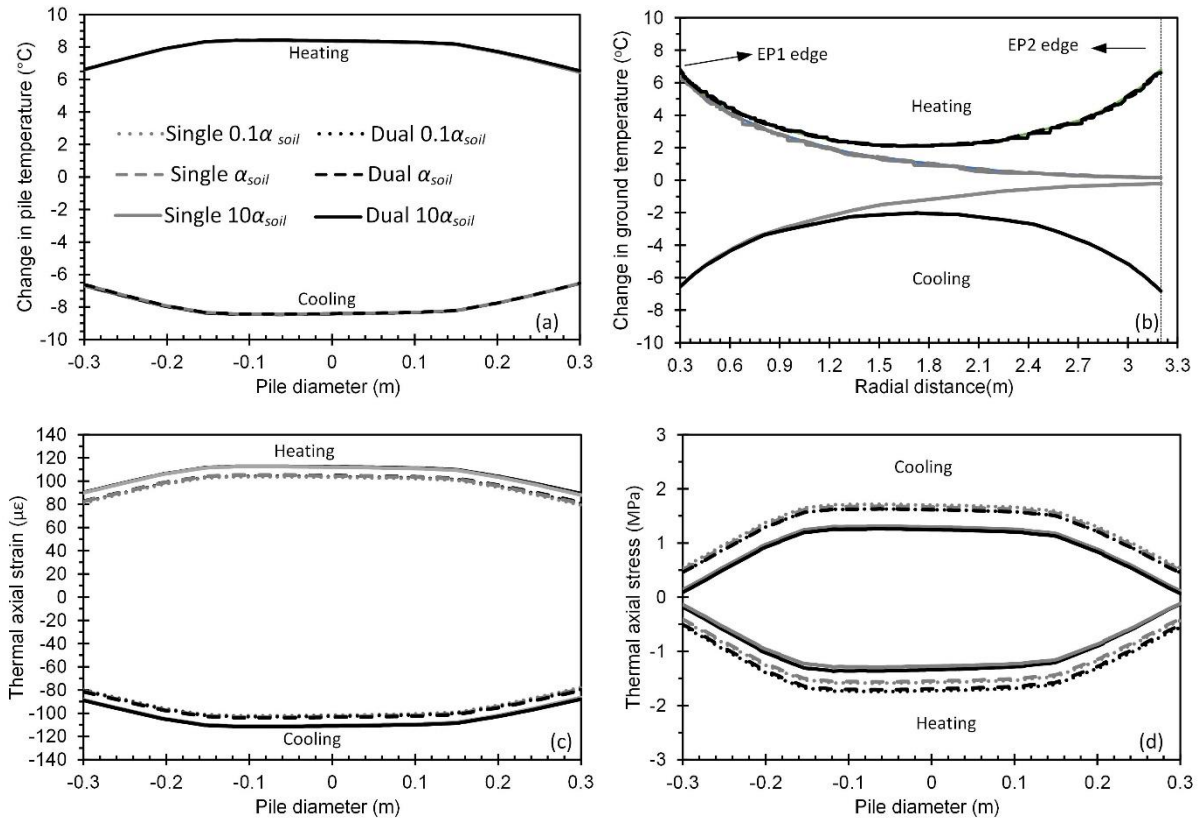 10
8
6
4
2
0
-2
-4
-6
-8
-10
Change in pile temperature (°C)
Heating
Single 0.1α soil
Dual 0.1αsoil
Single αsoil
Dual αsoil
Single 10αsoil
Dual 10αsoil
Cooling
(a)
-0.3 -0.2 -0.1 0 0.1 0.2 0.3
Pile diameter (m)
10
8
6
4
2
0
-2
-4
-6
-8
-10
Change in ground temperature (°C)
EP1 edge
EP2 edge
Heating
Cooling
(b)
0.3 0.6 0.9 1.2 1.5 1.8 2.1 2.4 2.7 3 3.3
Radial distance(m)
140
120
100
80
60
40
20
0
-20
-40
-60
-80
-100
-120
-140
Thermal axial strain (με)
Heating
Cooling
(c)
-0.3 -0.2 -0.1 0 0.1 0.2 0.3
Pile diameter (m)
3
2
1
0
-1
-2
-3
Thermal axial stress (MPa)
Cooling
Heating
(d)
-0.3 -0.2 -0.1 0 0.1 0.2 0.3
Pile diameter (m)